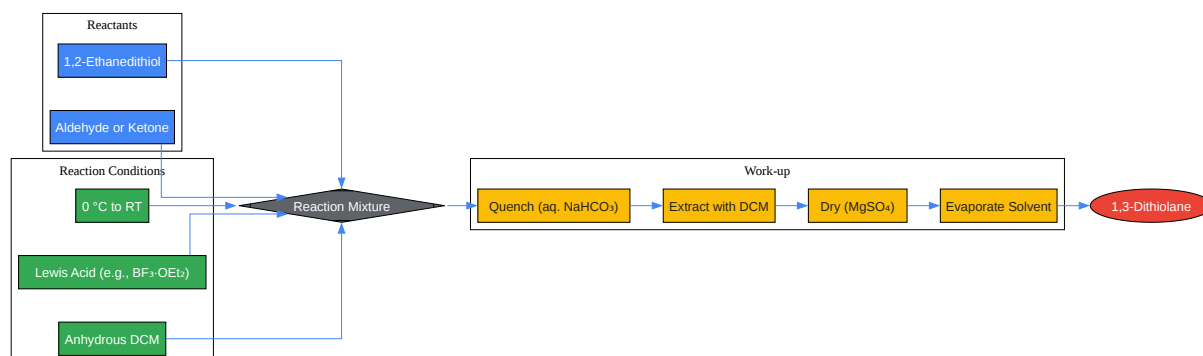 Reactants
1,2-Ethanedithiol
Aldehyde or Ketone
Reaction Conditions
0 °C to RT
Lewis Acid (e.g., BF₃·OEt₂)
Anhydrous DCM
Reaction Mixture
Work-up
Quench (aq. NaHCO₃)
Extract with DCM
Dry (MgSO₄)
Evaporate Solvent
1,3-Dithiolane